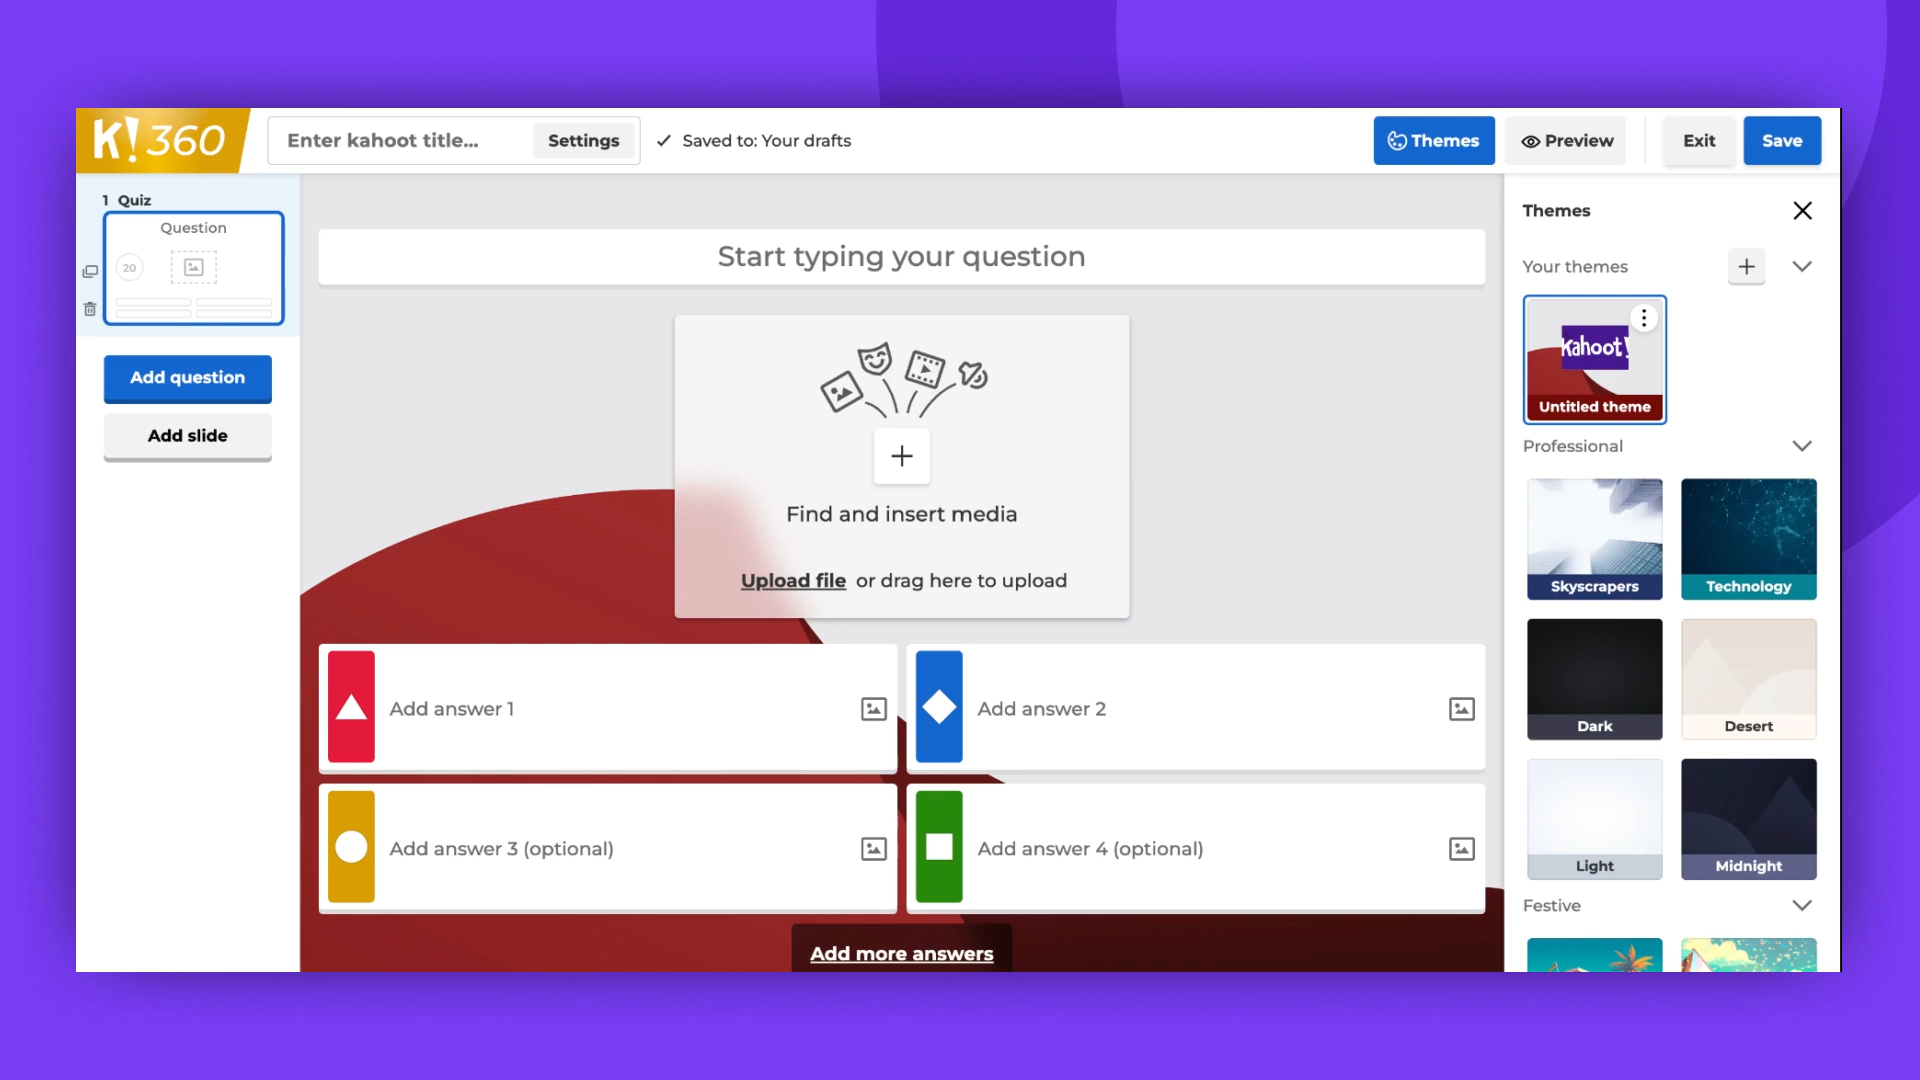 K!360
Enter kahoot title...
Settings
Saved to: Your drafts
Themes
Preview
Exit
Save
1 Quiz
Question
20
Add question
Add slide
Start typing your question
Find and insert media
Upload file or drag here to upload
Add answer 1
Add answer 2
Add answer 3 (optional)
Add answer 4 (optional)
Add more answers
Themes
Your themes
Kahoot!
Untitled theme
Professional
Skyscrapers
Technology
Dark
Desert
Light
Midnight
Festive